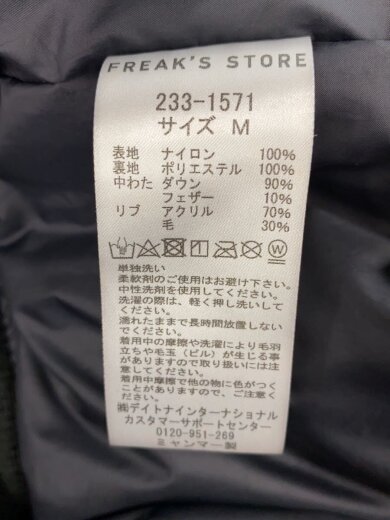 FREAK'S STORE
233-1571
サイズ M
表地 ナイロン 100%
裏地 ポリエステル 100%
中わた ダウン 90%
フェザー 10%
リブ アクリル 70%
毛 30%
単独洗い
柔軟剤のご使用はお避け下さい。
中性洗剤を使用してください。
洗濯の際は、軽く押し洗いして
ください。
濡れたままで長時間放置しない
でください。
着用中の摩擦や洗濯により毛羽
立ちや毛玉(ピル)が生じる事
がありますので取り扱いには注
意してください。
着用中摩擦で他の物に色がつく
ことがありますので、ご注意く
ださい。
㈱デイトナインターナショナル
カスタマーサポートセンター
0120-951-269
ミャンマー製